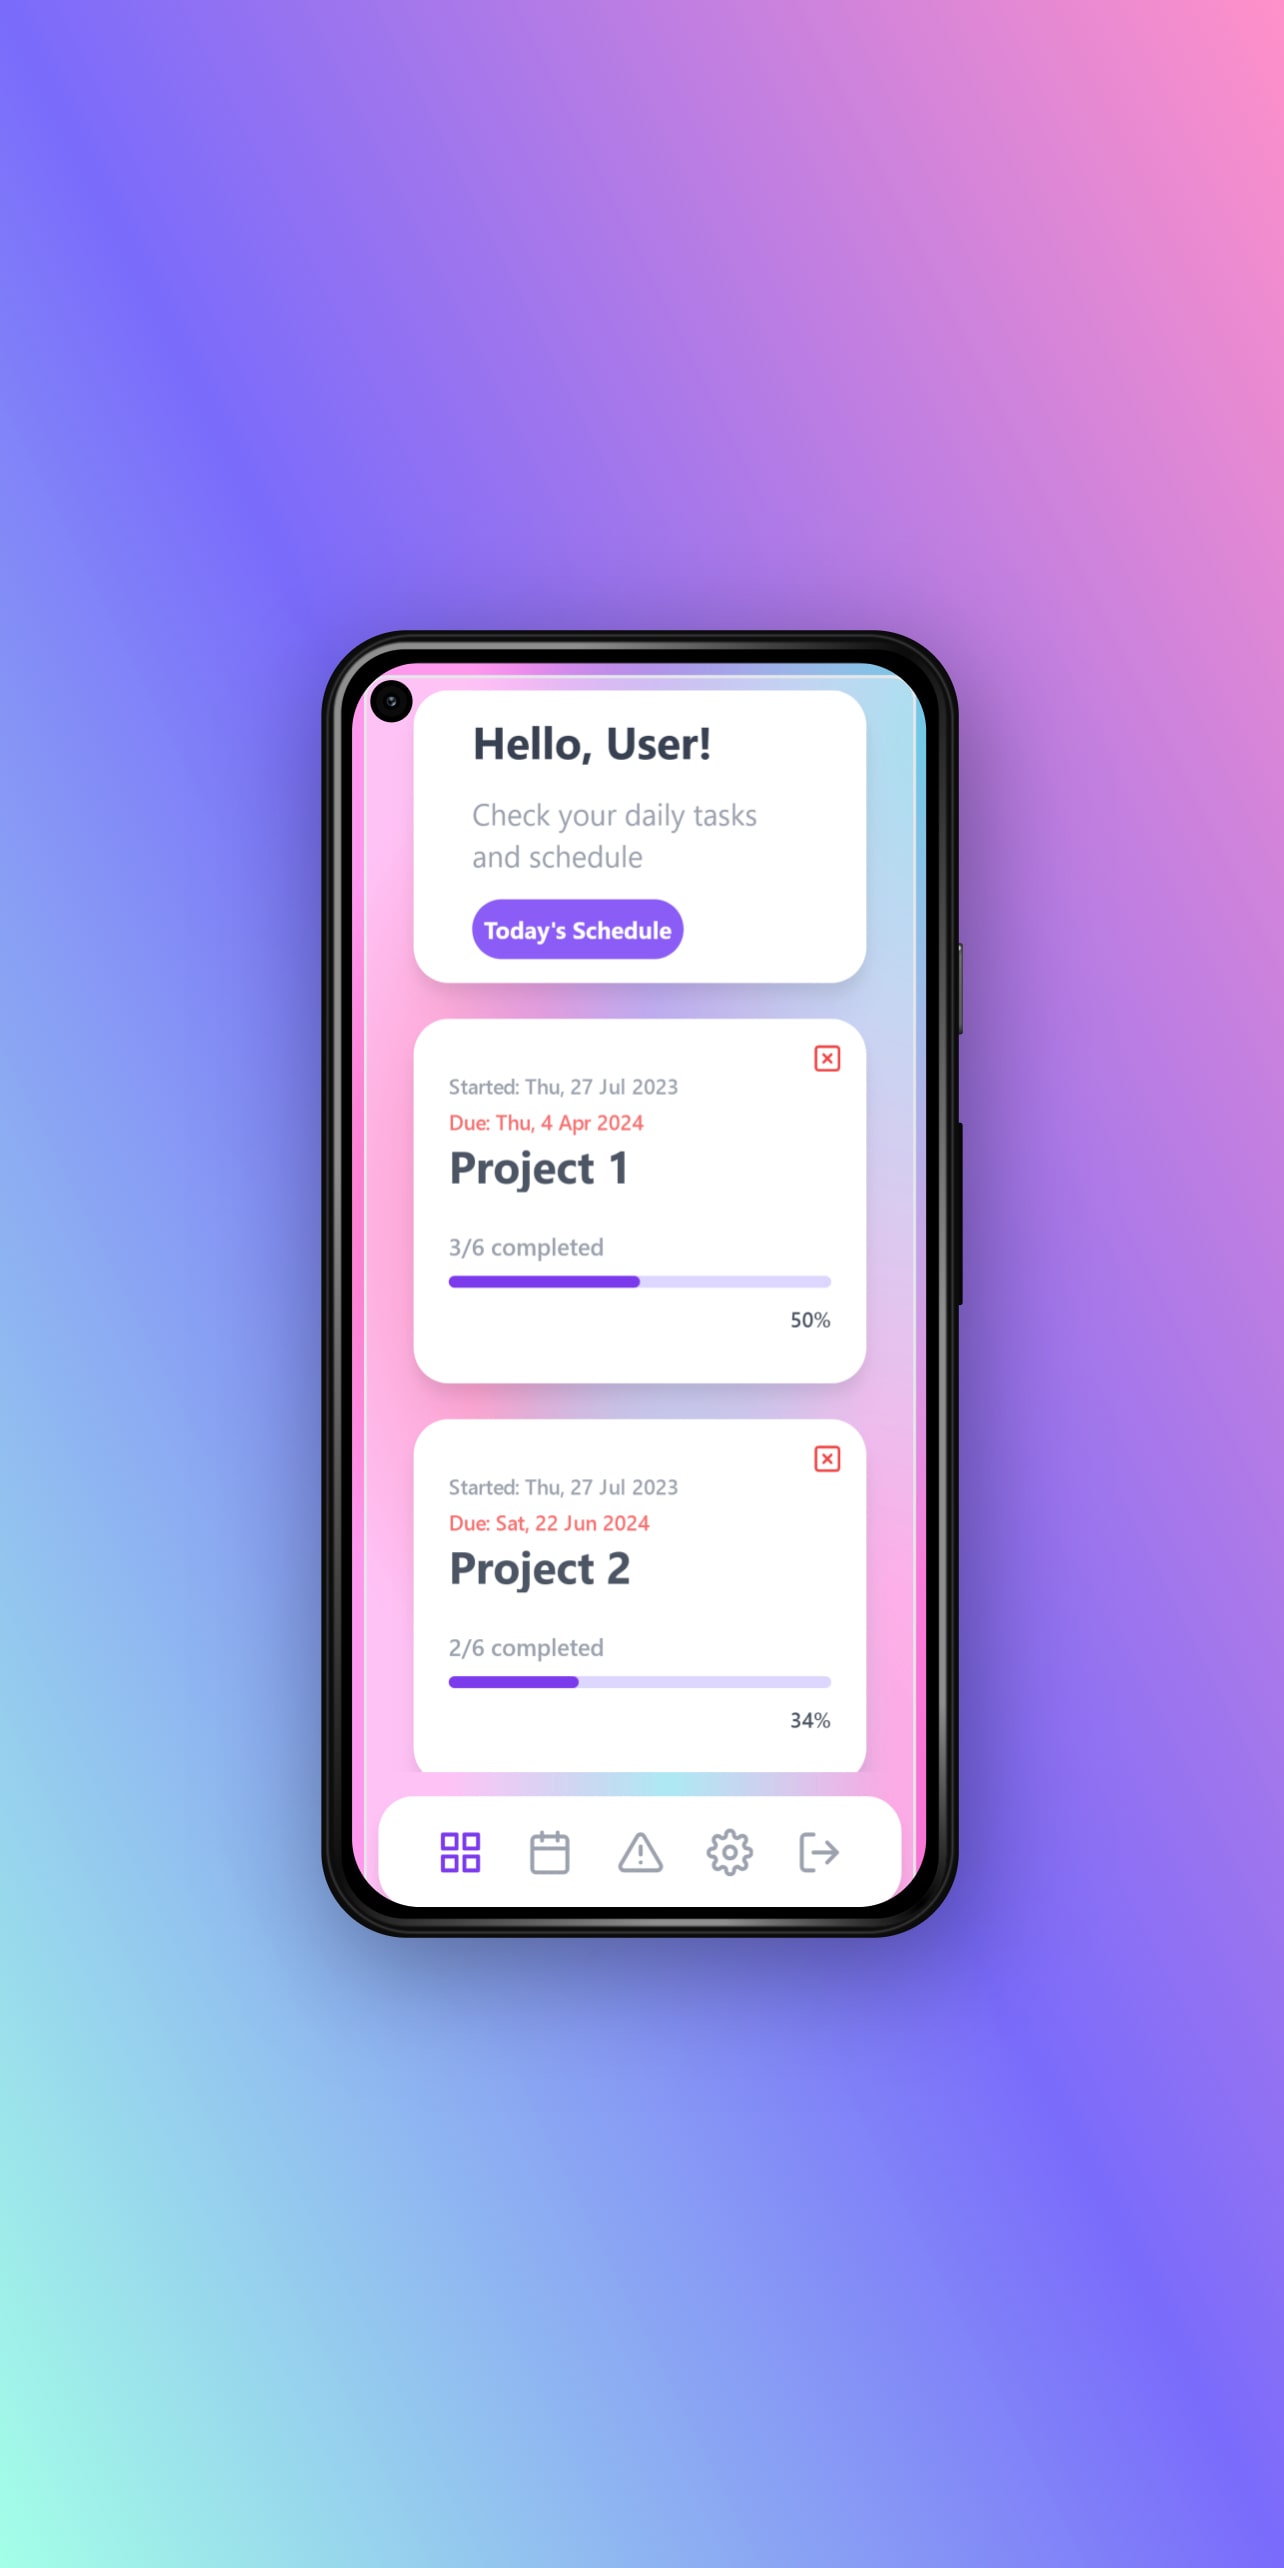 Hello, User!
Check your daily tasks
and schedule
Today's Schedule
Started: Thu, 27 Jul 2023
Due: Thu, 4 Apr 2024
Project 1
3/6 completed
50%
Started: Thu, 27 Jul 2023
Due: Sat, 22 Jun 2024
Project 2
2/6 completed
34%